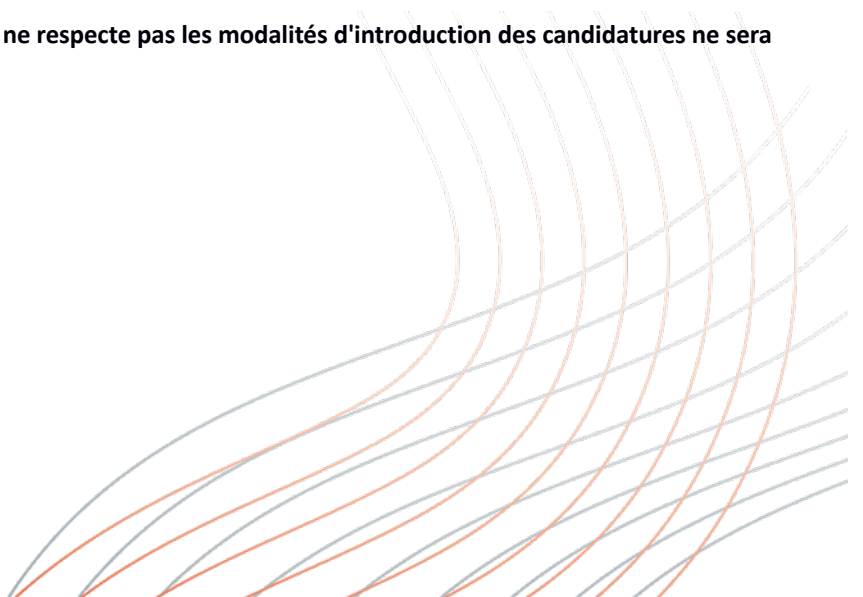 ne respecte pas les modalités d'introduction des candidatures ne sera